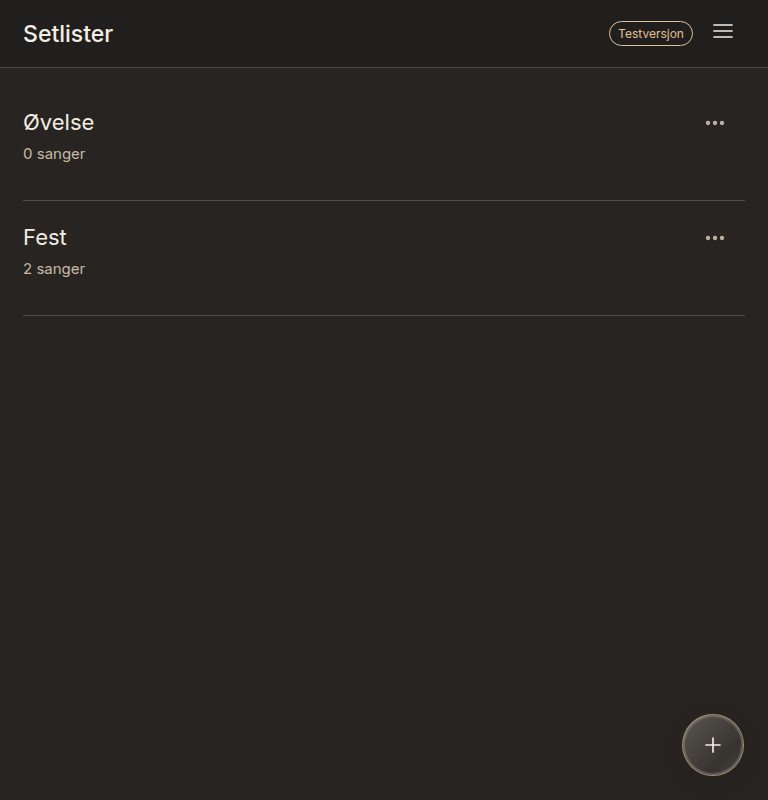 Setlister
Testversjon
Øvelse
0 sanger
Fest
2 sanger